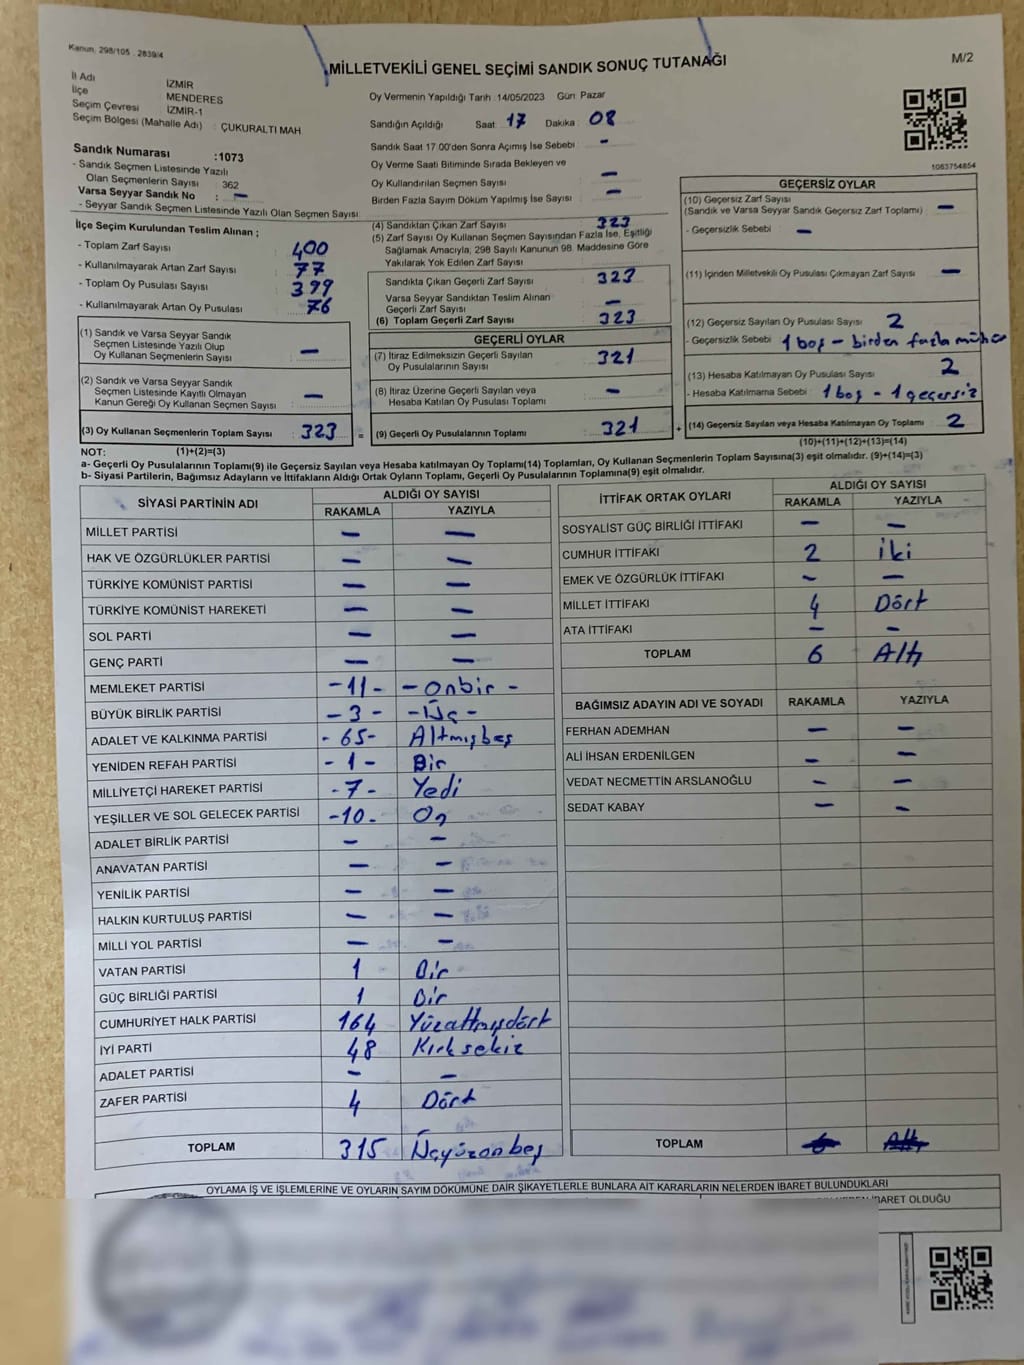 Kanun, 298/105 . 2839/4
MİLLETVEKİLİ GENEL SEÇİMİ SANDIK SONUÇ TUTANAĞI
M/2
İl Adı İZMİR
İlçe MENDERES
Seçim Çevresi İZMİR-1
Seçim Bölgesi (Mahalle Adı) : ÇUKURALTI MAH
Oy Vermenin Yapıldığı Tarih :14/05/2023 Gün: Pazar
Sandığın Açıldığı Saat 17 Dakika 08
Sandık Saat 17:00'den Sonra Açımış İse Sebebi : -
Oy Verme Saati Bitiminde Sırada Bekleyen ve
Oy Kullandırılan Seçmen Sayısı : -
Birden Fazla Sayım Döküm Yapılmış İse Sayısı : -
1063754854
Sandık Numarası :1073
- Sandık Seçmen Listesinde Yazılı
Olan Seçmenlerin Sayısı : 362
Varsa Seyyar Sandık No : -
- Seyyar Sandık Seçmen Listesinde Yazılı Olan Seçmen Sayısı:
İlçe Seçim Kurulundan Teslim Alınan ;
- Toplam Zarf Sayısı : 400
- Kullanılmayarak Artan Zarf Sayısı : 77
- Toplam Oy Pusulası Sayısı : 399
- Kullanılmayarak Artan Oy Pusulası : 76
(1) Sandık ve Varsa Seyyar Sandık
Seçmen Listesinde Yazılı Olup
Oy Kullanan Seçmenlerin Sayısı : -
(2) Sandık ve Varsa Seyyar Sandık
Seçmen Listesinde Kayıtlı Olmayan
Kanun Gereği Oy Kullanan Seçmen Sayısı : -
(3) Oy Kullanan Seçmenlerin Toplam Sayısı : 323 =
(4) Sandıktan Çıkan Zarf Sayısı : 323
(5) Zarf Sayısı Oy Kullanan Seçmen Sayısından Fazla İse, Eşitliği
Sağlamak Amacıyla; 298 Sayılı Kanunun 98. Maddesine Göre
Yakılarak Yok Edilen Zarf Sayısı :
Sandıkta Çıkan Geçerli Zarf Sayısı : 323
Varsa Seyyar Sandıktan Teslim Alınan
Geçerli Zarf Sayısı : -
(6) Toplam Geçerli Zarf Sayısı : 323
GEÇERLİ OYLAR
(7) İtiraz Edilmeksizin Geçerli Sayılan
Oy Pusulalarının Sayısı : 321
(8) İtiraz Üzerine Geçerli Sayılan veya
Hesaba Katılan Oy Pusulası Toplamı : -
(9) Geçerli Oy Pusulalarının Toplamı : 321 +
GEÇERSİZ OYLAR
(10) Geçersiz Zarf Sayısı
(Sandık ve Varsa Seyyar Sandık Geçersiz Zarf Toplamı) : -
- Geçersizlik Sebebi : -
(11) İçinden Milletvekili Oy Pusulası Çıkmayan Zarf Sayısı : -
(12) Geçersiz Sayılan Oy Pusulası Sayısı : 2
- Geçersizlik Sebebi : 1 boş - birden fazla mühür
(13) Hesaba Katılmayan Oy Pusulası Sayısı : 2
- Hesaba Katılmama Sebebi : 1 boş - 1 geçersiz
(14) Geçersiz Sayılan veya Hesaba Katılmayan Oy Toplamı : 2
(10)+(11)+(12)+(13)=(14)
NOT: (1)+(2)=(3)
a- Geçerli Oy Pusulalarının Toplamı(9) ile Geçersiz Sayılan veya Hesaba katılmayan Oy Toplamı(14) Toplamları, Oy Kullanan Seçmenlerin Toplam Sayısına(3) eşit olmalıdır. (9)+(14)=(3)
b- Siyasi Partilerin, Bağımsız Adayların ve İttifakların Aldığı Ortak Oyların Toplamı, Geçerli Oy Pusulalarının Toplamına(9) eşit olmalıdır.
SİYASİ PARTİNİN ADI ALDIĞI OY SAYISI
RAKAMLA YAZIYLA
MİLLET PARTİSİ - -
HAK VE ÖZGÜRLÜKLER PARTİSİ - -
TÜRKİYE KOMÜNİST PARTİSİ - -
TÜRKİYE KOMÜNİST HAREKETİ - -
SOL PARTİ - -
GENÇ PARTİ - -
MEMLEKET PARTİSİ -11- -onbir-
BÜYÜK BİRLİK PARTİSİ -3- -Üç-
ADALET VE KALKINMA PARTİSİ -65- Altmışbeş
YENİDEN REFAH PARTİSİ -1- Bir
MİLLİYETÇİ HAREKET PARTİSİ -7- Yedi
YEŞİLLER VE SOL GELECEK PARTİSİ -10- On
ADALET BİRLİK PARTİSİ - -
ANAVATAN PARTİSİ - -
YENİLİK PARTİSİ - -
HALKIN KURTULUŞ PARTİSİ - -
MİLLİ YOL PARTİSİ - -
VATAN PARTİSİ 1 Bir
GÜÇ BİRLİĞİ PARTİSİ 1 Bir
CUMHURİYET HALK PARTİSİ 164 Yüzaltmışdört
İYİ PARTİ 48 Kırksekiz
ADALET PARTİSİ - -
ZAFER PARTİSİ 4 Dört
TOPLAM 315 Üçyüzonbeş
İTTİFAK ORTAK OYLARI ALDIĞI OY SAYISI
RAKAMLA YAZIYLA
SOSYALİST GÜÇ BİRLİĞİ İTTİFAKI - -
CUMHUR İTTİFAKI 2 iki
EMEK VE ÖZGÜRLÜK İTTİFAKI - -
MİLLET İTTİFAKI 4 Dört
ATA İTTİFAKI - -
TOPLAM 6 Altı
BAĞIMSIZ ADAYIN ADI VE SOYADI RAKAMLA YAZIYLA
FERHAN ADEMHAN - -
ALİ İHSAN ERDENİLGEN - -
VEDAT NECMETTİN ARSLANOĞLU - -
SEDAT KABAY - -
TOPLAM 6 Altı
OYLAMA İŞ VE İŞLEMLERİNE VE OYLARIN SAYIM DÖKÜMÜNE DAİR ŞİKAYETLERLE BUNLARA AİT KARARLARIN NELERDEN İBARET BULUNDUKLARI
İBARET OLDUĞU